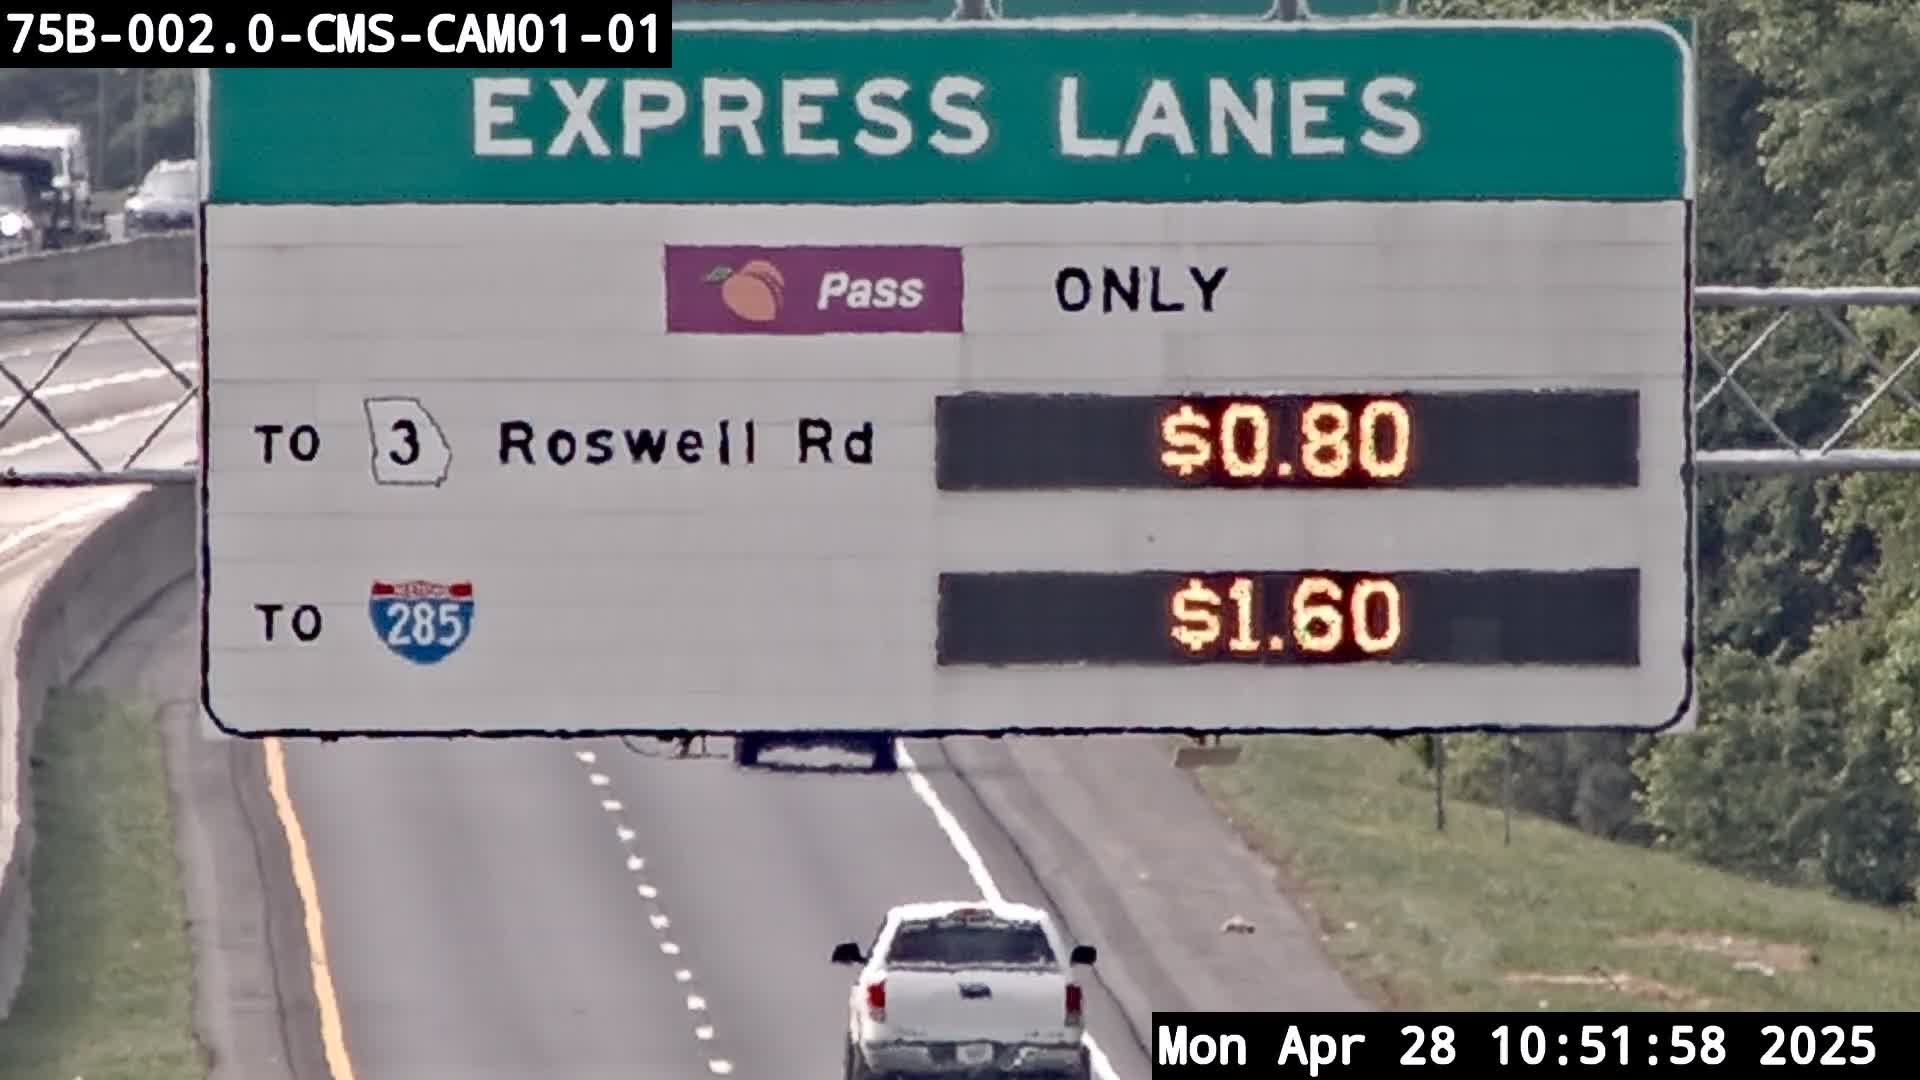 75B-002.0-CMS-CAM01-01
EXPRESS LANES
Pass ONLY
TO 3 Roswell Rd $0.80
TO 285 $1.60
Mon Apr 28 10:51:58 2025